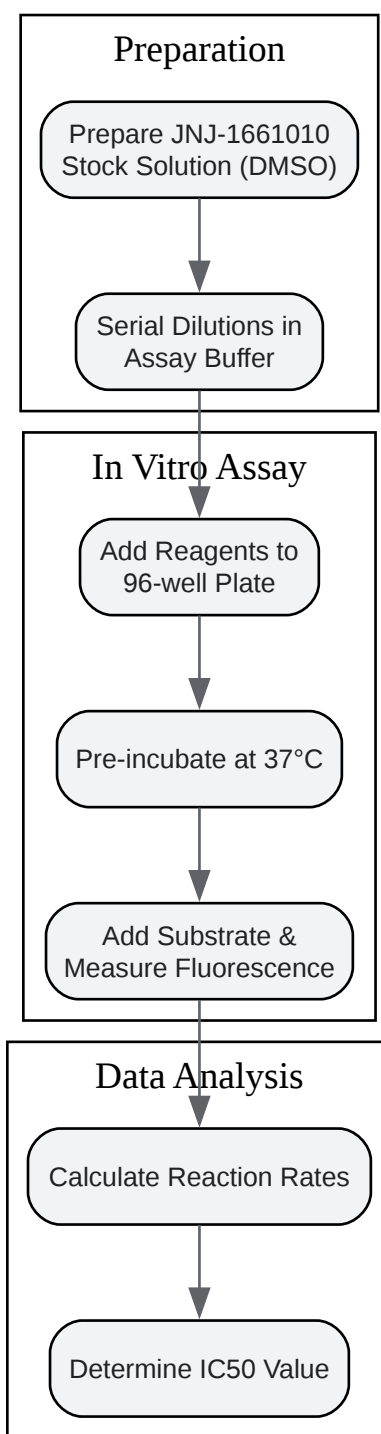 Preparation
Prepare JNJ-1661010
Stock Solution (DMSO)
Serial Dilutions in
Assay Buffer
In Vitro Assay
Add Reagents to
96-well Plate
Pre-incubate at 37°C
Add Substrate &
Measure Fluorescence
Data Analysis
Calculate Reaction Rates
Determine IC50 Value